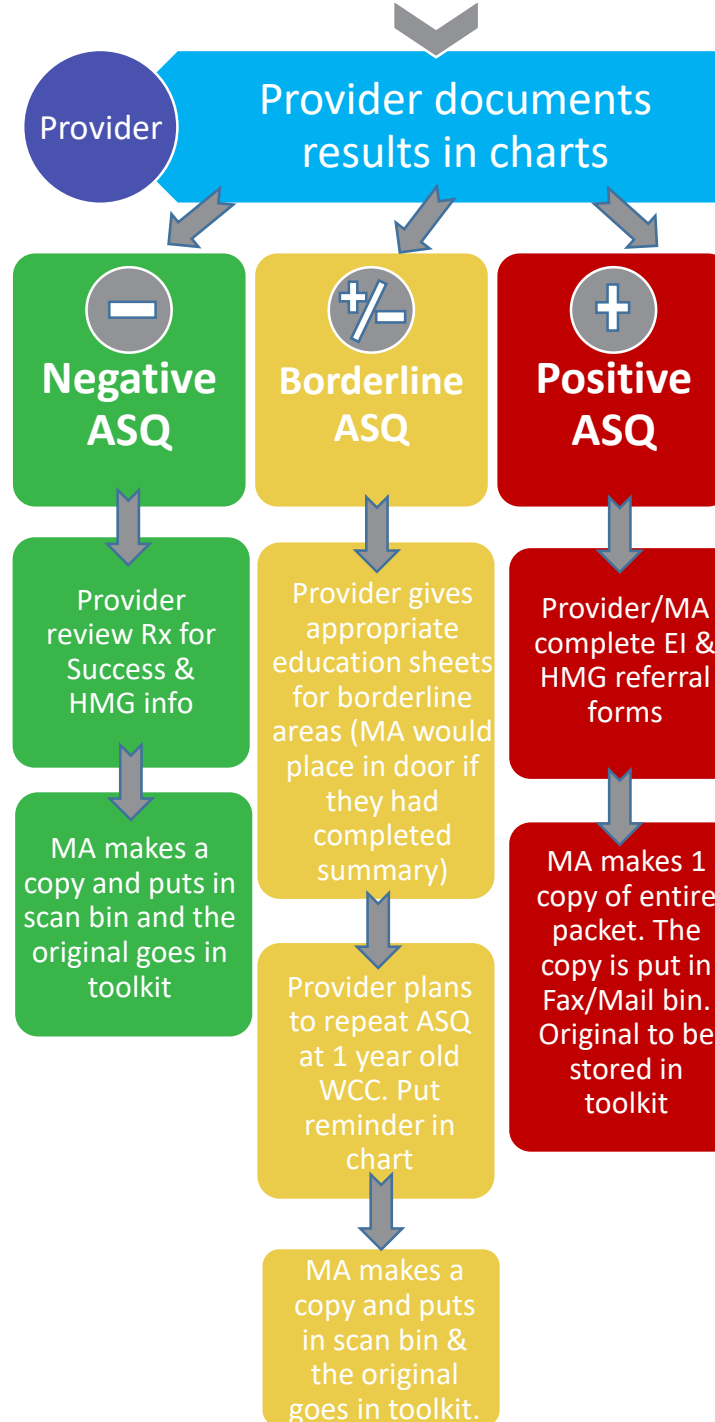 Provider
Provider documents
results in charts
Negative
ASQ
Borderline
ASQ
Positive
ASQ
Provider
review Rx for
Success &
HMG info
MA makes a
copy and puts in
scan bin and the
original goes in
toolkit
Provider gives
appropriate
education sheets
for borderline
areas (MA would
place in door if
they had
completed
summary)
Provider plans
to repeat ASQ
at 1 year old
WCC. Put
reminder in
chart
MA makes a
copy and puts
in scan bin &
the original
goes in toolkit.
Provider/MA
complete EI &
HMG referral
forms
MA makes 1
copy of entire
packet. The
copy is put in
Fax/Mail bin.
Original to be
stored in
toolkit